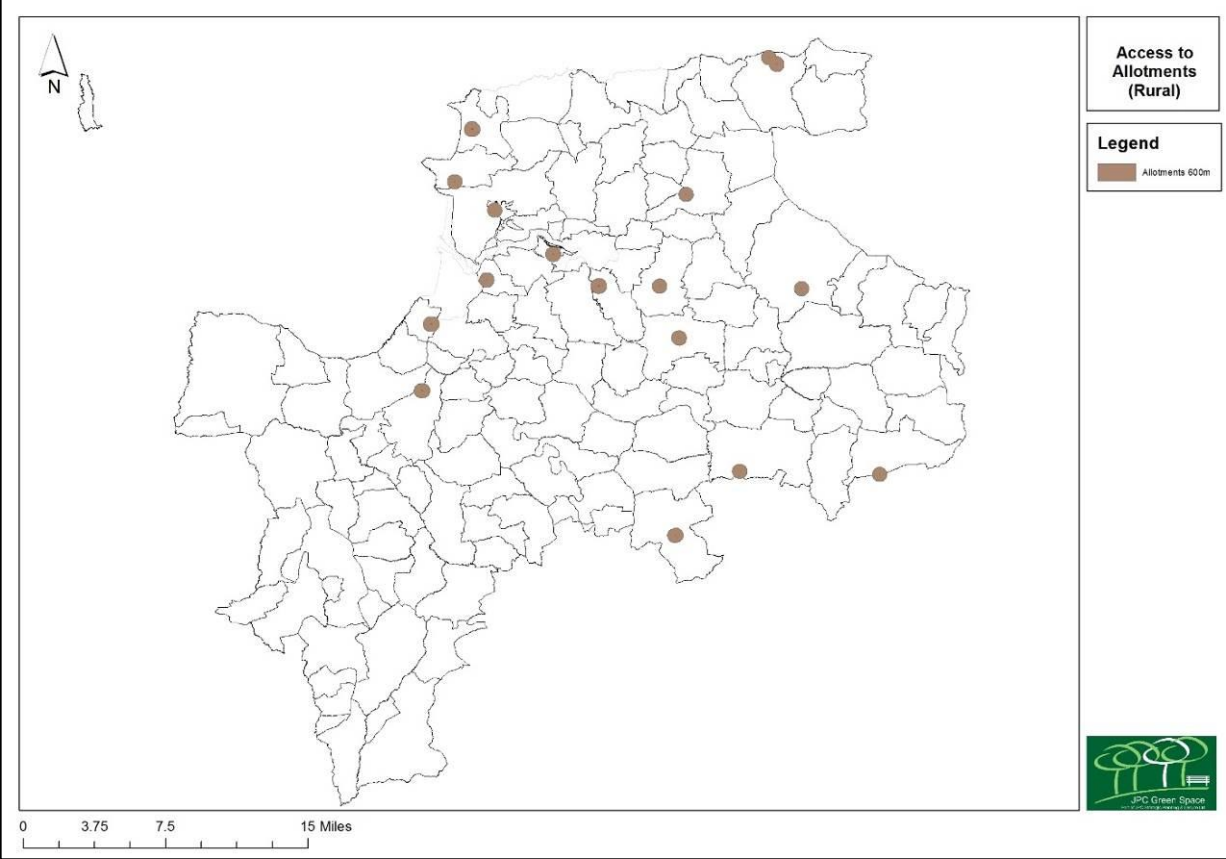 N
Access to
Allotments
(Rural)
Legend
Allotments 600m
JPC Green Space
0 3.75 7.5 15 Miles